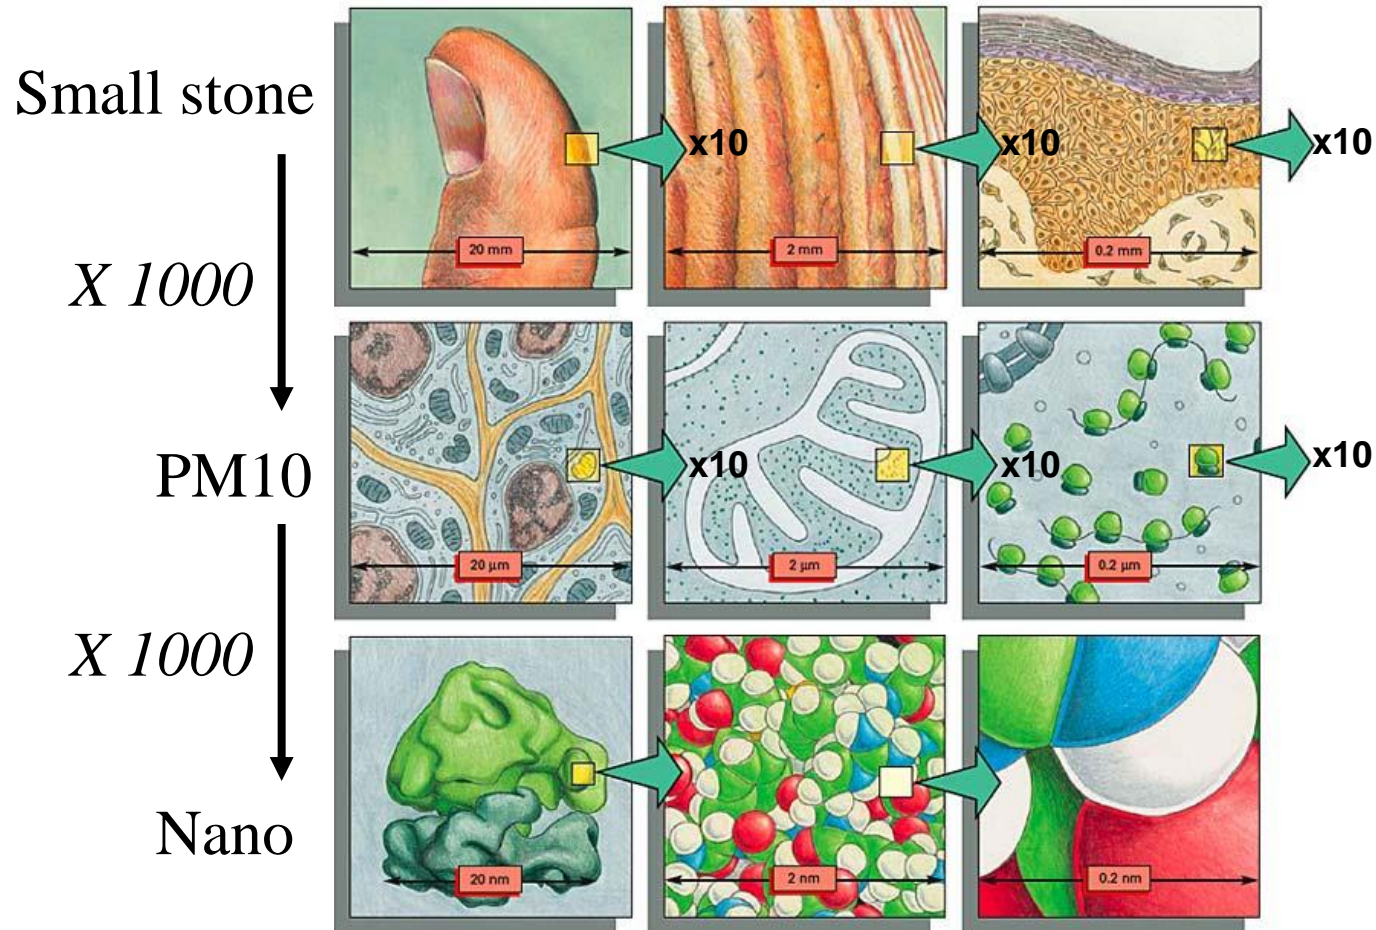 Small stone
x10
x10
x10
20 mm
2 mm
0.2 mm
X 1000
PM10
x10
x10
x10
20 μm
2 μm
0.2 μm
X 1000
Nano
20 nm
2 nm
0.2 nm